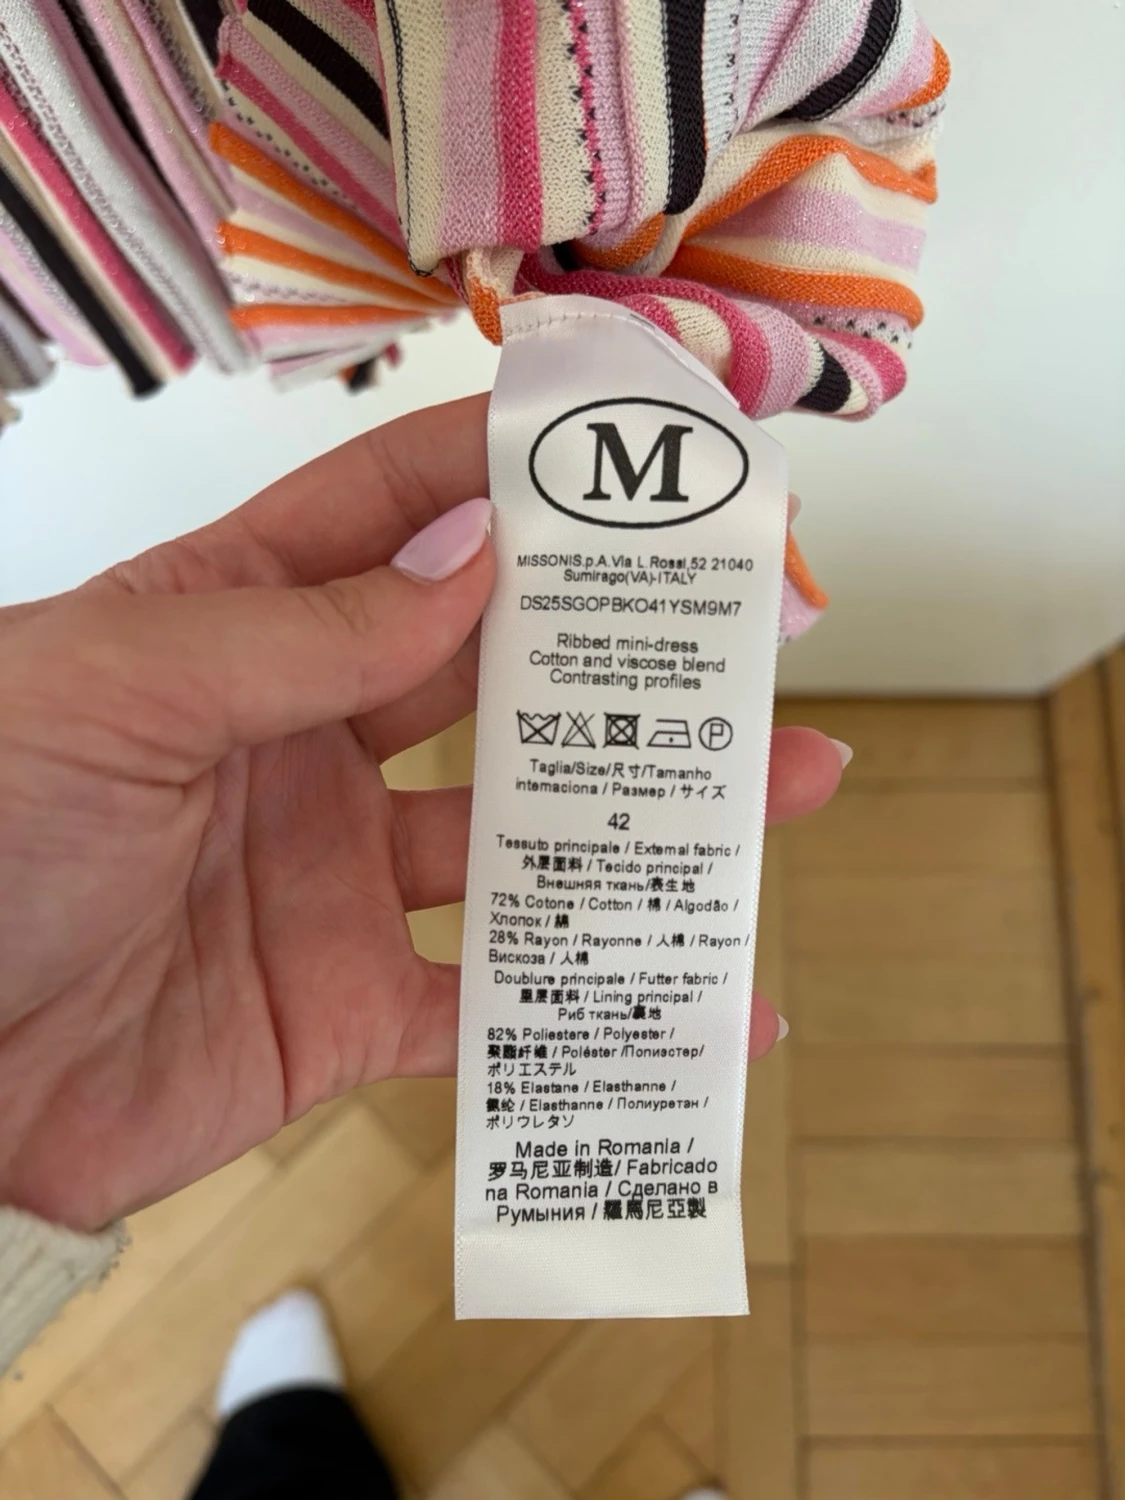 M
MISSONIS.p.A.Via L.Rossi,52 21040
Sumirago(VA)-ITALY
DS25SGOPBKO41YSM9M7
Ribbed mini-dress
Cotton and viscose blend
Contrasting profiles
P
Taglia/Size/尺寸/Tamanho
internaciona / Размер / サイズ
42
Tessuto principale / External fabric /
外层面料 / Tecido principal /
Внешняя ткань/表生地
72% Cotone / Cotton / 棉 / Algodão /
Хлопок / 綿
28% Rayon / Rayonne / 人棉 / Rayon /
Вискоза / 人棉
Doublure principale / Futter fabric /
里层面料 / Lining principal /
Риб ткань/裏地
82% Poliestere / Polyester /
聚酯纤维 / Poléster /Полиэстер/
ポリエステル
18% Elastane / Elasthanne /
氨纶 / Elasthanne / Полиуретан /
ポリウレタソ
Made in Romania /
罗马尼亚制造/ Fabricado
na Romania / Сделано в
Румыния / 羅馬尼亞製